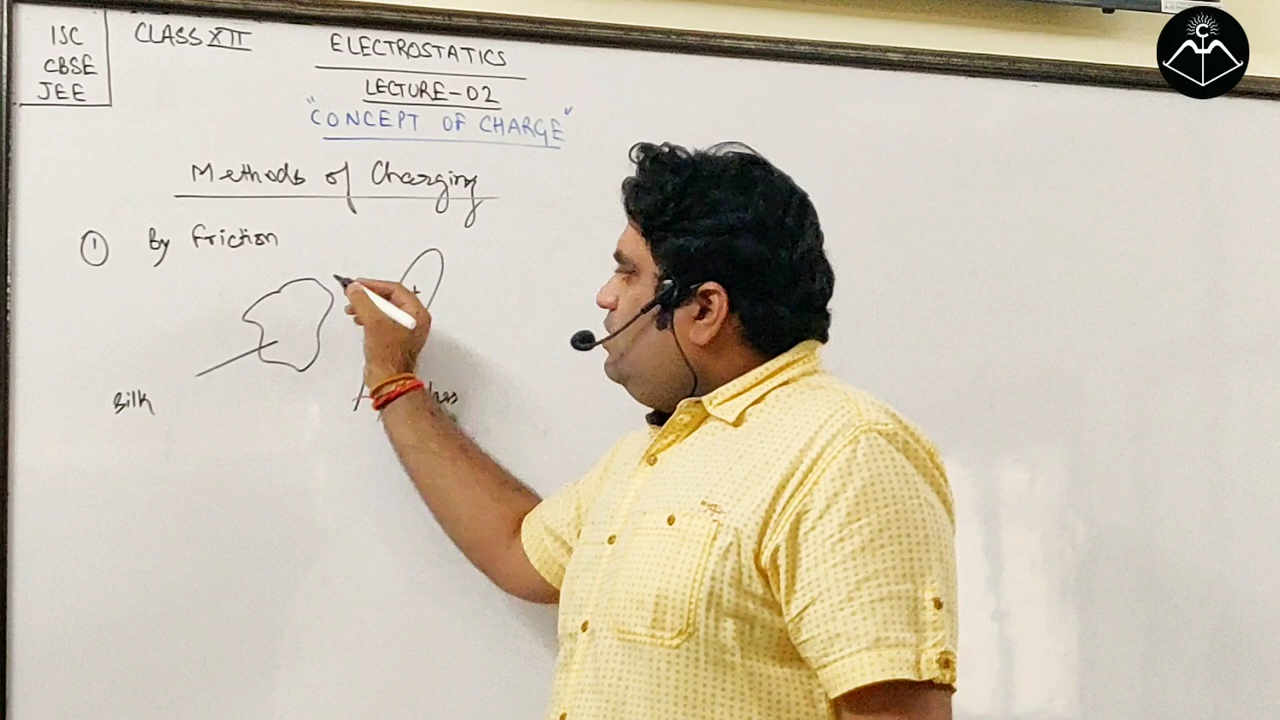 ISC
CBSE
JEE
CLASS XII
ELECTROSTATICS
LECTURE-02
"CONCEPT OF CHARGE"
Methods of Charging
1 By friction
+
Silk
C